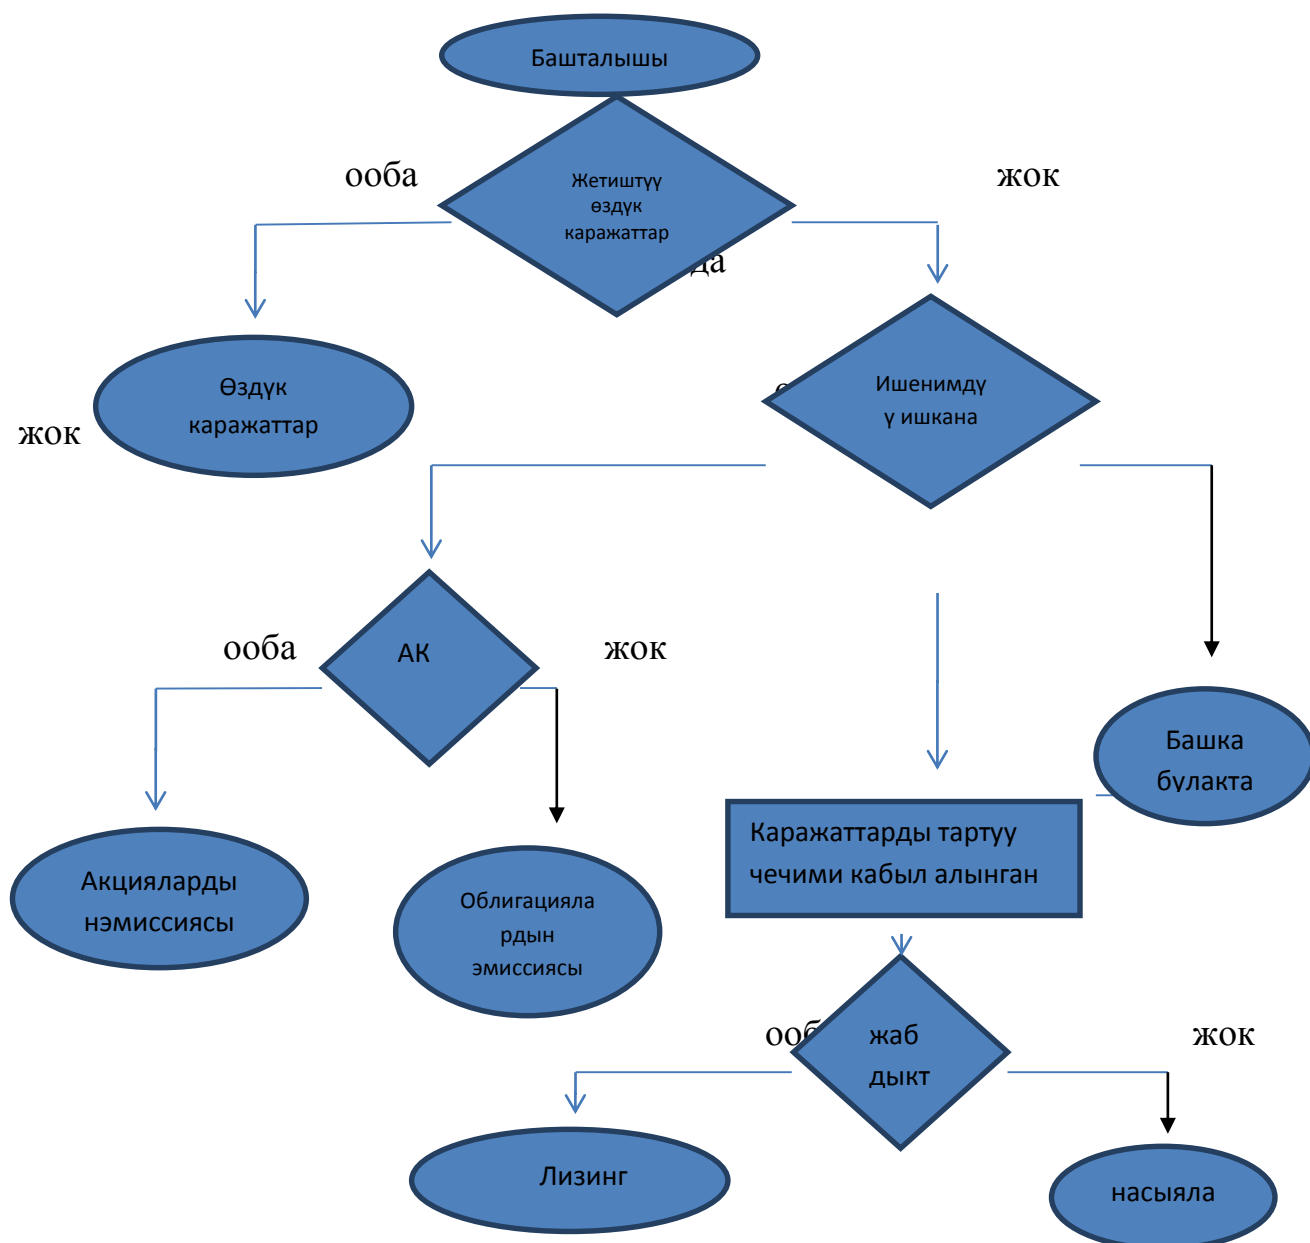 Башталышы
ооба
Жетиштүү
өздүк
каражаттар
жок
да
Өздүк
каражаттар
жок
Ишенимдү
ү ишкана
ооба
АК
жок
Башка
булакта
Акцияларды
нэмиссиясы
Облигацияла
рдын
эмиссиясы
Каражаттарды тартуу
чечими кабыл алынган
жаб
дыкт
жок
Лизинг
насыяла